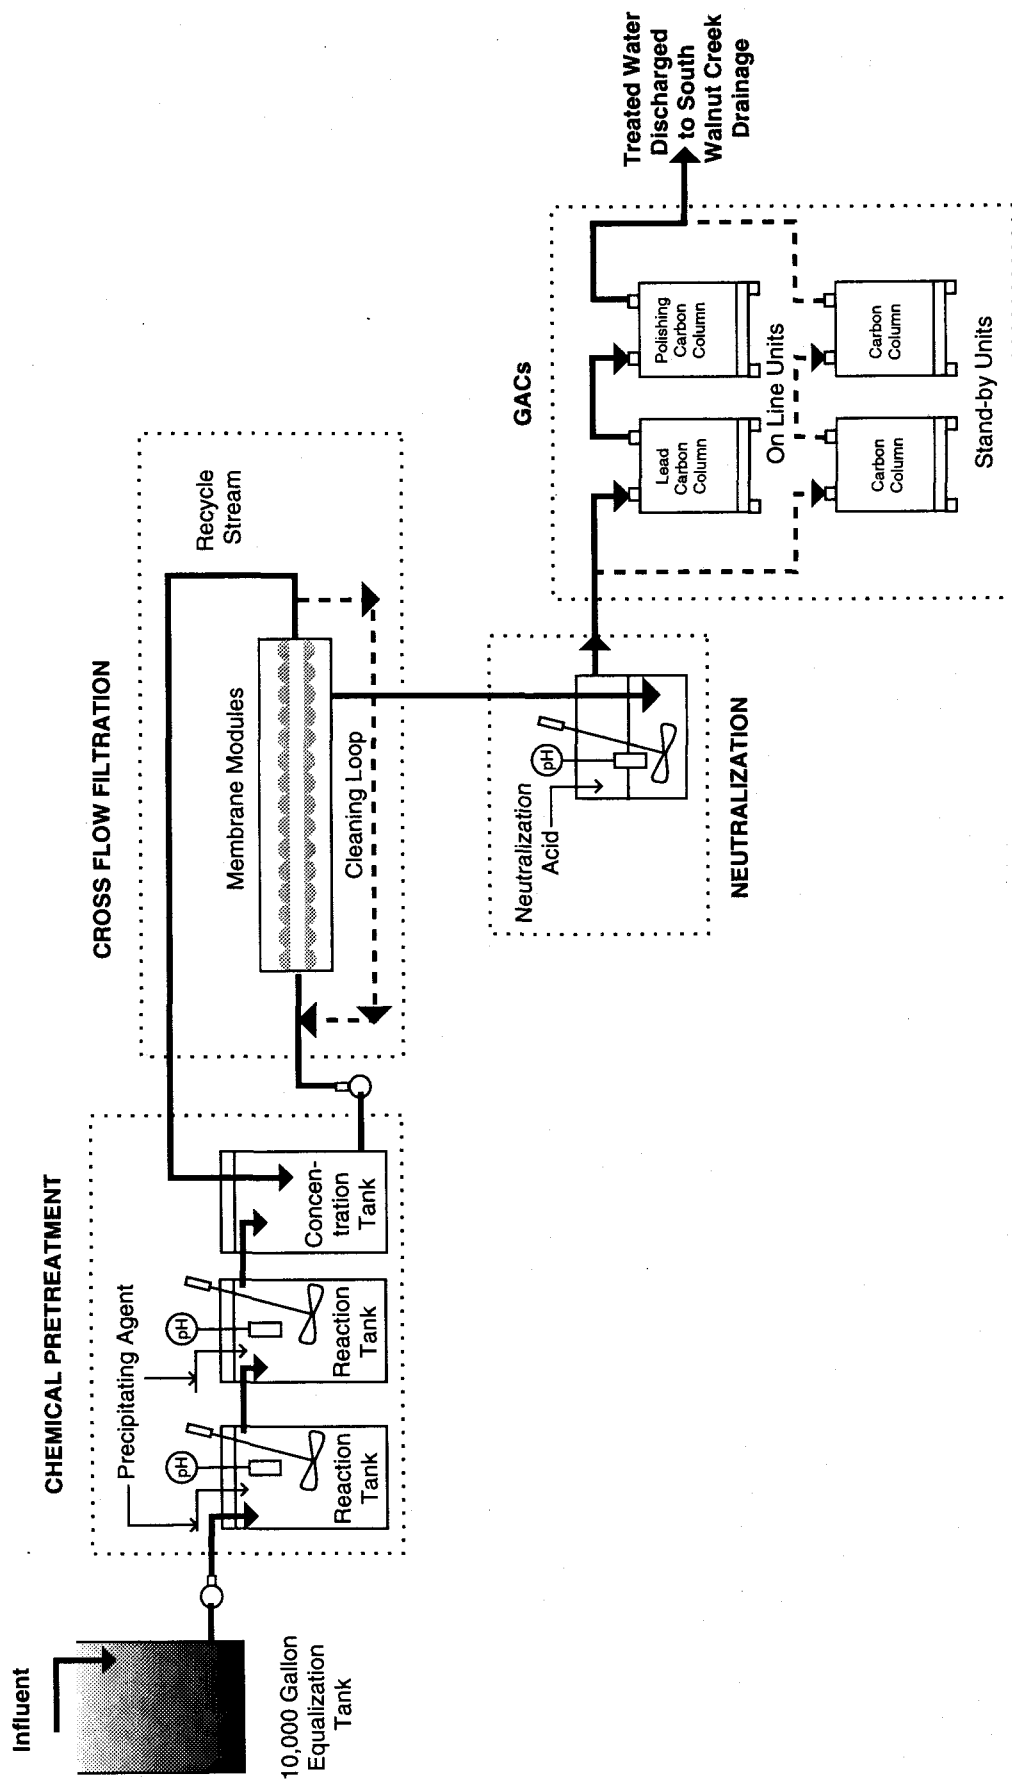 Influent
10,000 Gallon
Equalization
Tank
CHEMICAL PRETREATMENT
Precipitating Agent
pH
Reaction
Tank
pH
Reaction
Tank
Concen-
tration
Tank
CROSS FLOW FILTRATION
Recycle
Stream
Membrane Modules
Cleaning Loop
Neutralization
Acid
pH
NEUTRALIZATION
GACs
Lead
Carbon
Column
Polishing
Carbon
Column
On Line Units
Carbon
Column
Carbon
Column
Stand-by Units
Treated Water
Discharged
to South
Walnut Creek
Drainage